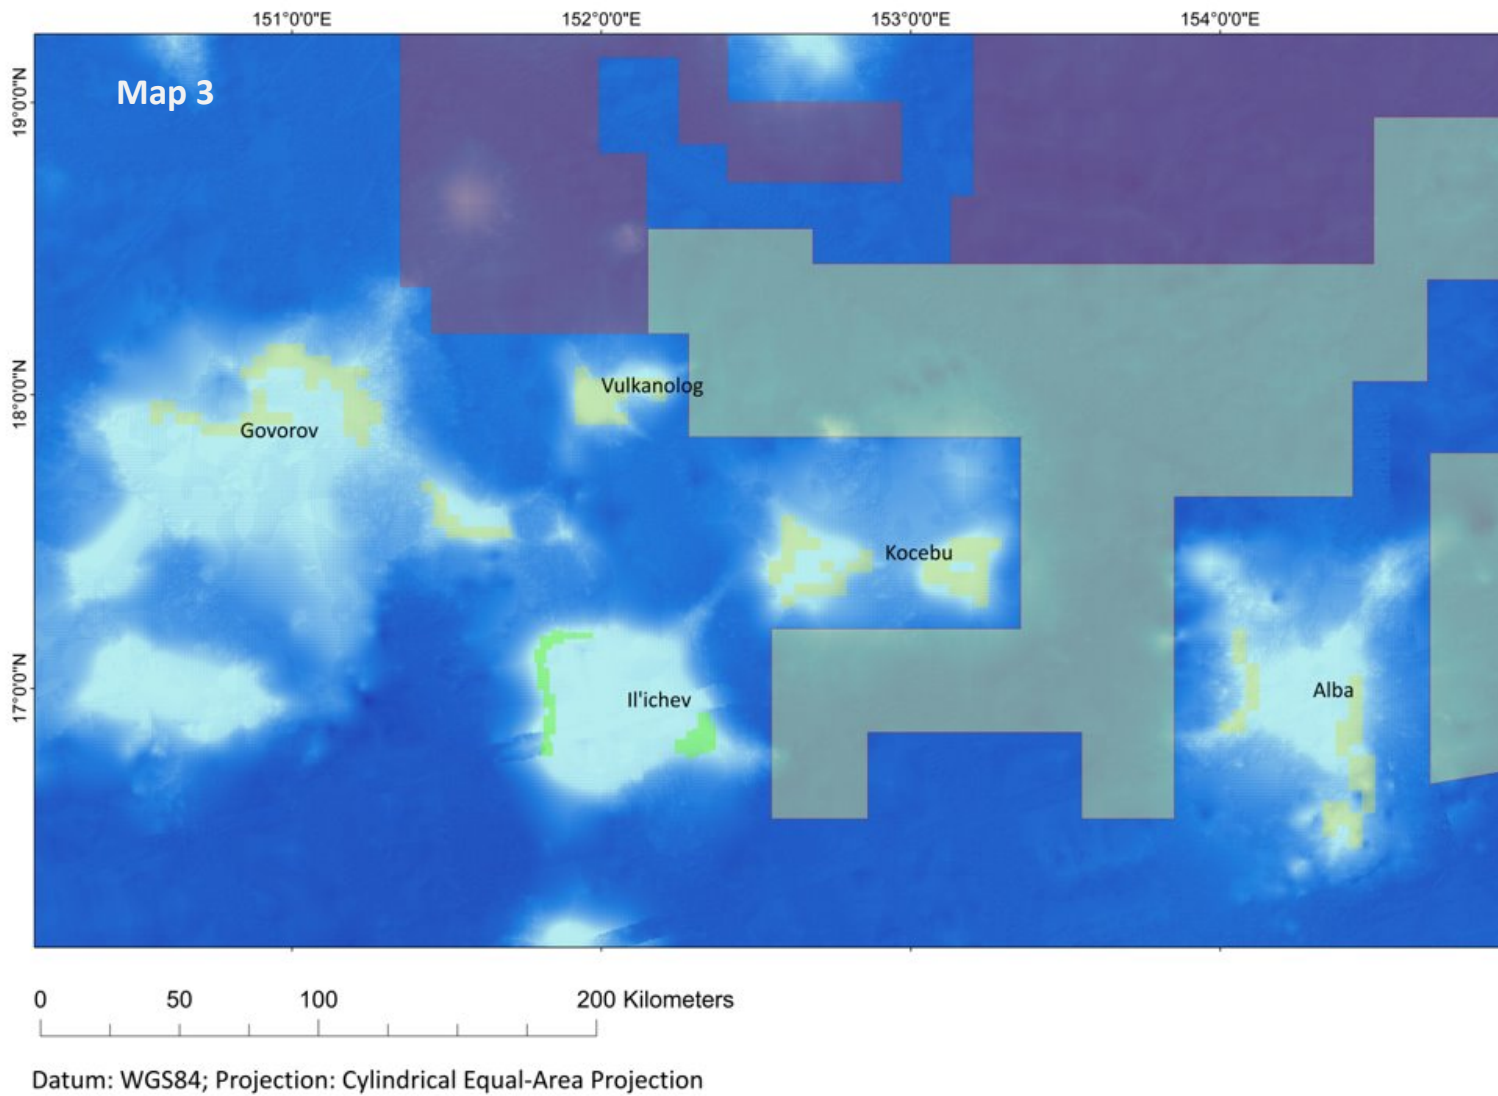 151°0'0"E 152°0'0"E 153°0'0"E 154°0'0"E
19°0'0"N
Map 3
18°0'0"N
Vulkanolog
Govorov
Kocebu
17°0'0"N
Il'ichev
Alba
0 50 100 200 Kilometers
Datum: WGS84; Projection: Cylindrical Equal-Area Projection